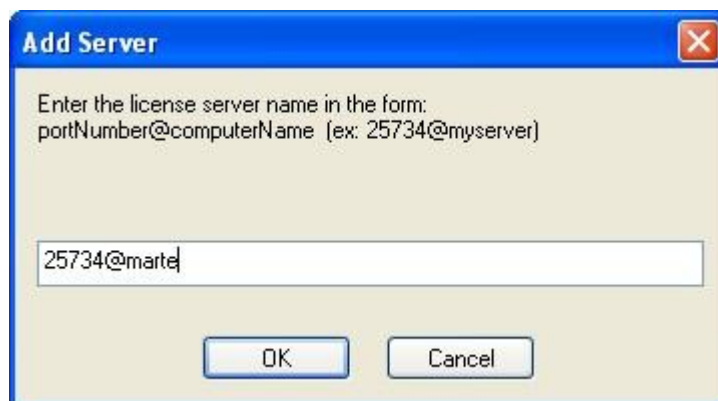 Add Server
Enter the license server name in the form:
portNumber@computerName (ex: 25734@myserver)
25734@marte
OK Cancel